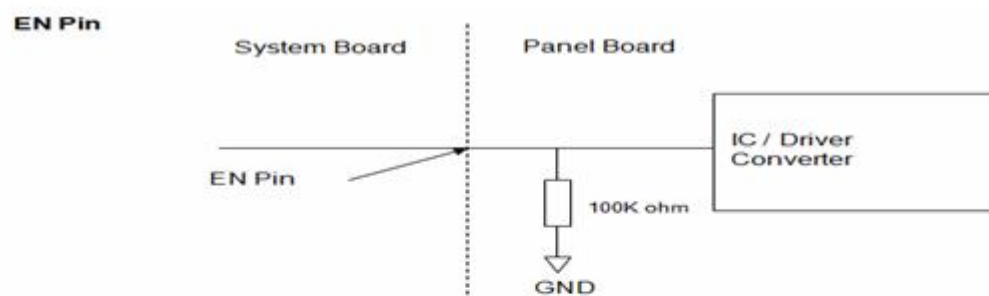 EN Pin
System Board
Panel Board
IC / Driver
Converter
EN Pin
100K ohm
GND